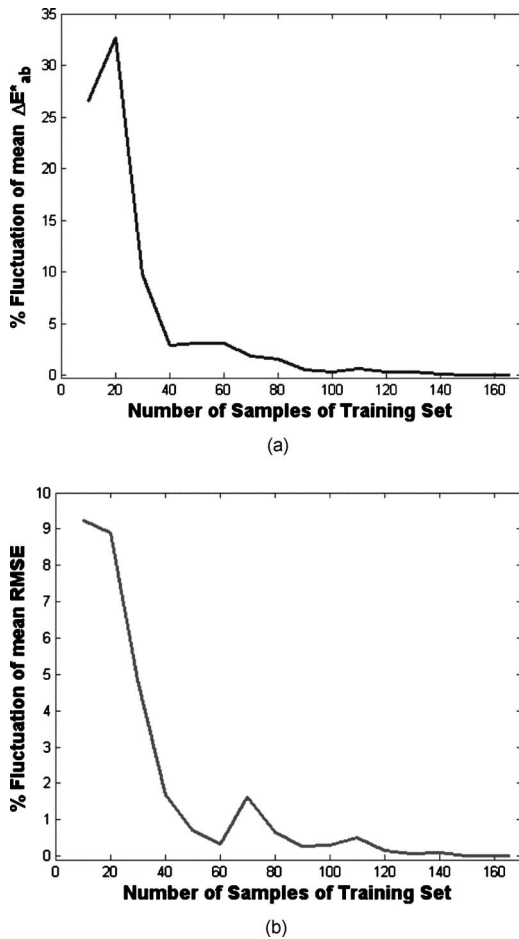 35
30
25
20
15
10
5
0
% Fluctuation of mean ΔE*ab
0 20 40 60 80 100 120 140 160
Number of Samples of Training Set
(a)
10
9
8
7
6
5
4
3
2
1
0
% Fluctuation of mean RMSE
0 20 40 60 80 100 120 140 160
Number of Samples of Training Set
(b)